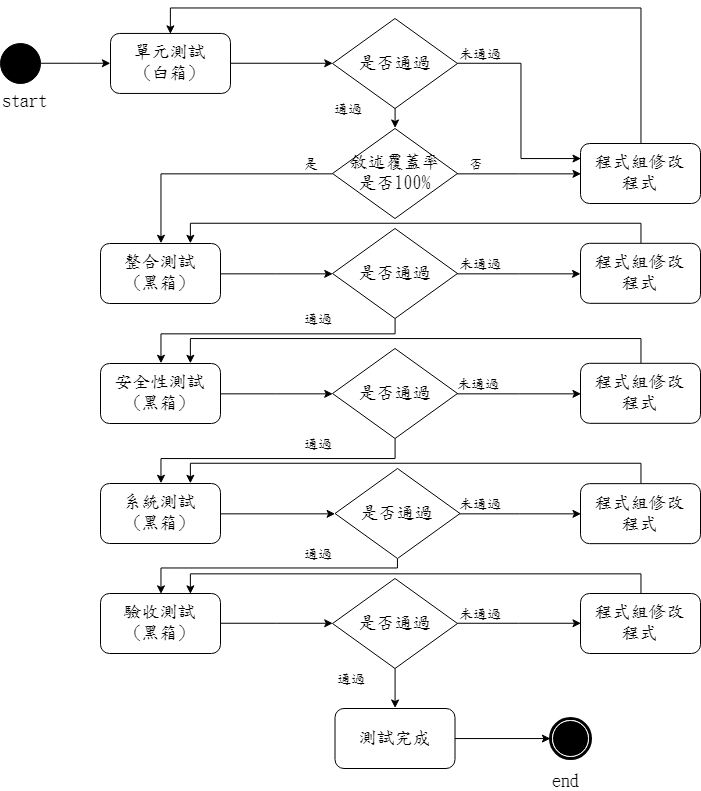 start
單元測試
（白箱）
是否通過
未通過
通過
敘述覆蓋率
是否100%
是
否
程式組修改
程式
整合測試
（黑箱）
是否通過
未通過
程式組修改
程式
通過
安全性測試
（黑箱）
是否通過
未通過
程式組修改
程式
通過
系統測試
（黑箱）
是否通過
未通過
程式組修改
程式
通過
驗收測試
（黑箱）
是否通過
未通過
程式組修改
程式
通過
測試完成
end